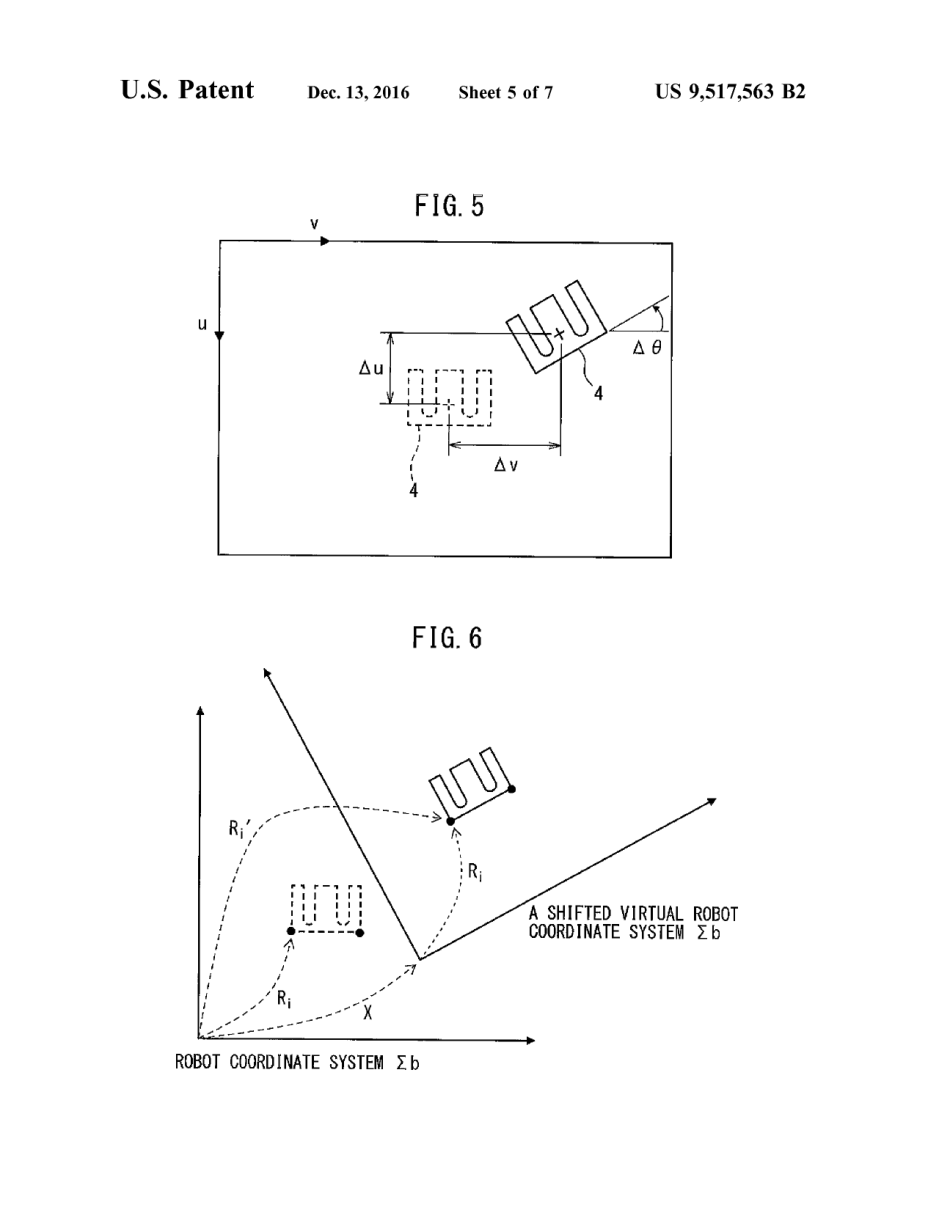 U.S. Patent Dec. 13, 2016 Sheet 5 of 7 US 9,517,563 B2
FIG. 5
v
u
Δu
Δθ
4
Δv
4
FIG. 6
Ri′
Ri
A SHIFTED VIRTUAL ROBOT
COORDINATE SYSTEM Σb
Ri
X
ROBOT COORDINATE SYSTEM Σb